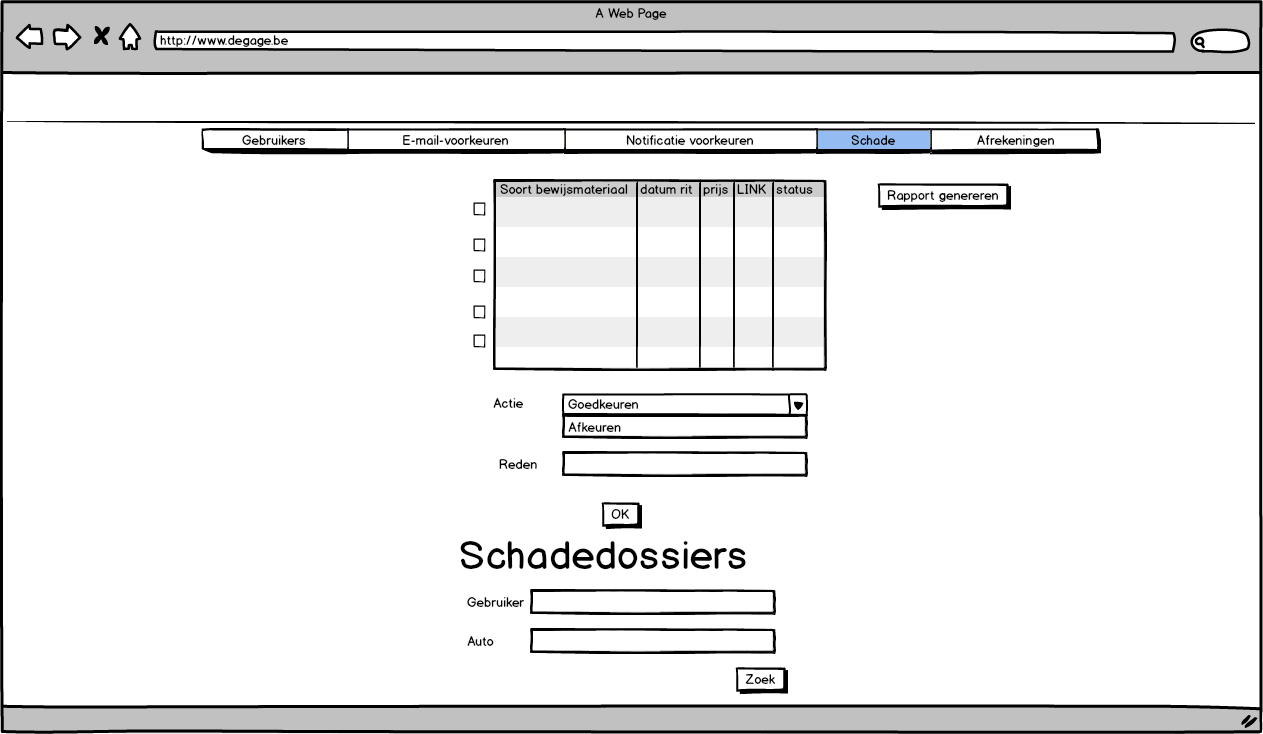 A Web Page
http://www.degage.be
Gebruikers E-mail-voorkeuren Notificatie voorkeuren Schade Afrekeningen
Soort bewijsmateriaal datum rit prijs LINK status
Rapport genereren
Actie Goedkeuren
Afkeuren
Reden
OK
Schadedossiers
Gebruiker
Auto
Zoek